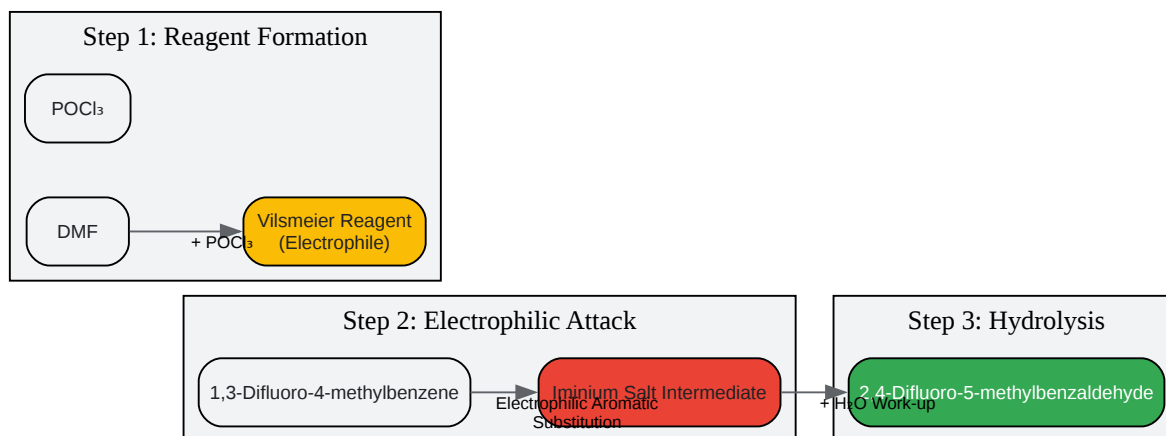 Step 1: Reagent Formation
POCl₃
DMF
+ POCl₃
Vilsmeier Reagent
(Electrophile)
Step 2: Electrophilic Attack
1,3-Difluoro-4-methylbenzene
Electrophilic Aromatic
Substitution
Iminium Salt Intermediate
Step 3: Hydrolysis
+ H₂O Work-up
2,4-Difluoro-5-methylbenzaldehyde